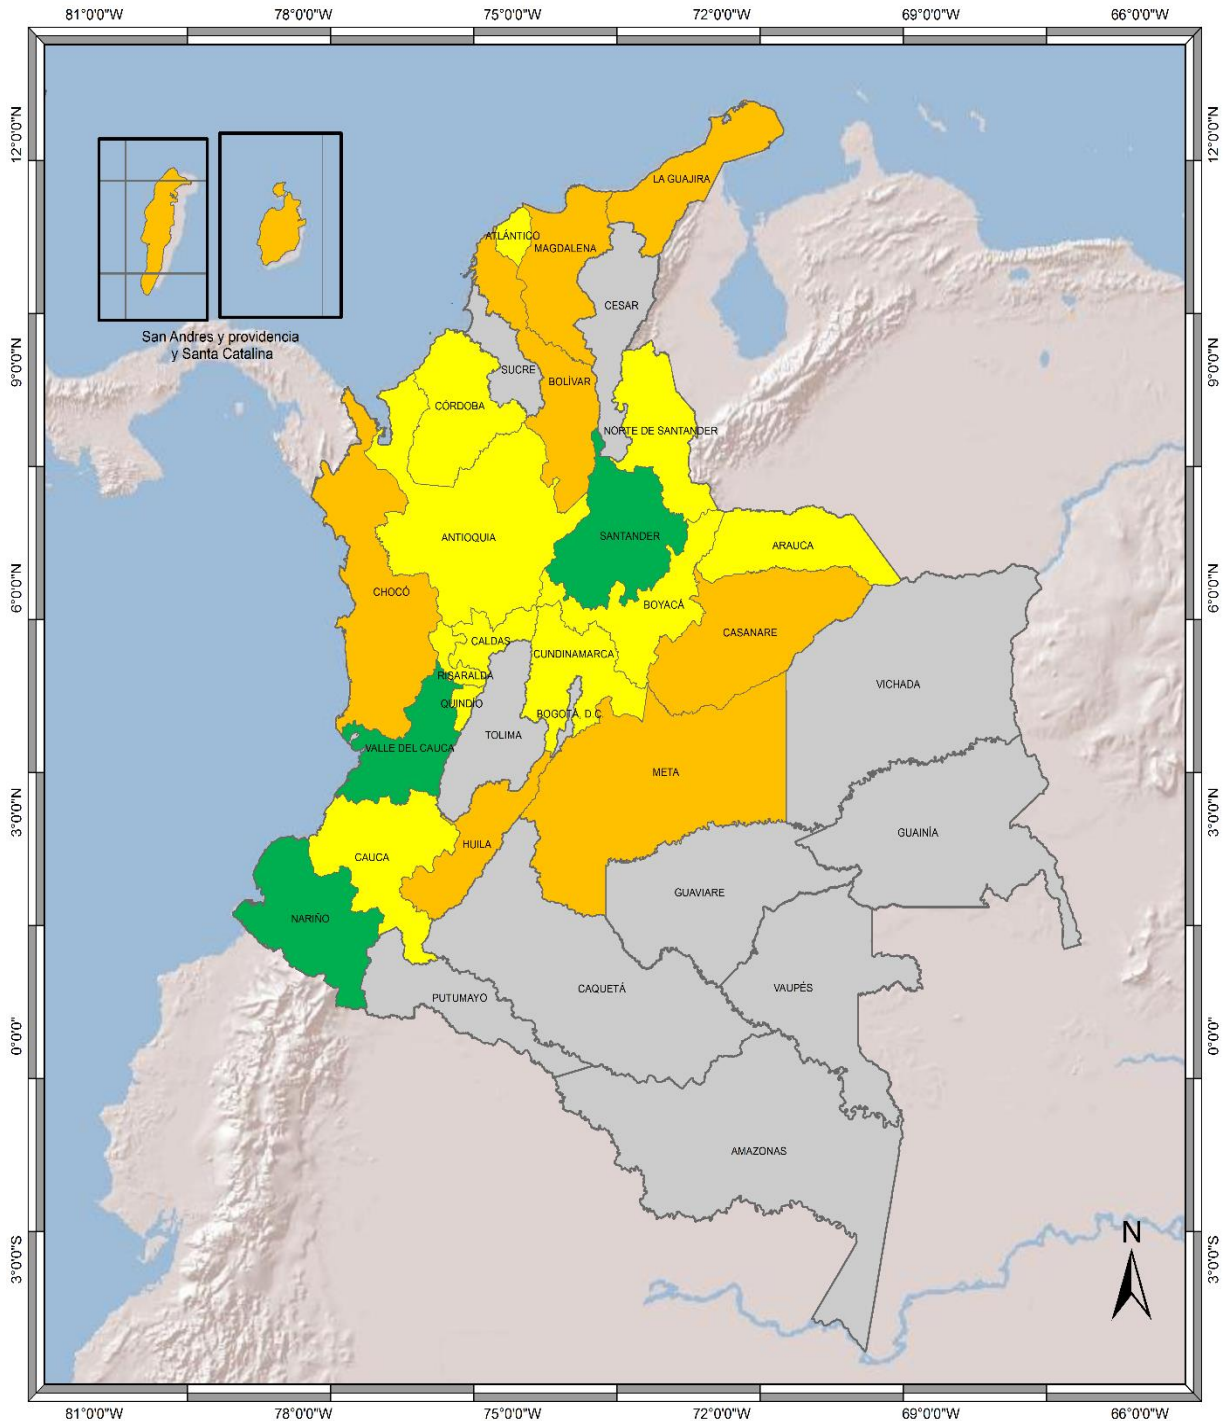 81°0'0"W 78°0'0"W 75°0'0"W 72°0'0"W 69°0'0"W 66°0'0"W
12°0'0"N
12°0'0"N
LA GUAJIRA
ATLÁNTICO
MAGDALENA
CESAR
San Andres y providencia
y Santa Catalina
9°0'0"N
9°0'0"N
SUCRE
BOLÍVAR
CÓRDOBA
NORTE DE SANTANDER
ANTIOQUIA
SANTANDER
ARAUCA
6°0'0"N
6°0'0"N
CHOCÓ
BOYACÁ
CASANARE
CALDAS
CUNDINAMARCA
RISARALDA
VICHADA
QUINDÍO
BOGOTÁ, D.C.
TOLIMA
VALLE DEL CAUCA
META
3°0'0"N
3°0'0"N
GUAINÍA
HUILA
CAUCA
GUAVIARE
NARIÑO
CAQUETÁ
VAUPÉS
PUTUMAYO
0°0'0"
0°0'0"
AMAZONAS
N
3°0'0"S
3°0'0"S
81°0'0"W 78°0'0"W 75°0'0"W 72°0'0"W 69°0'0"W 66°0'0"W